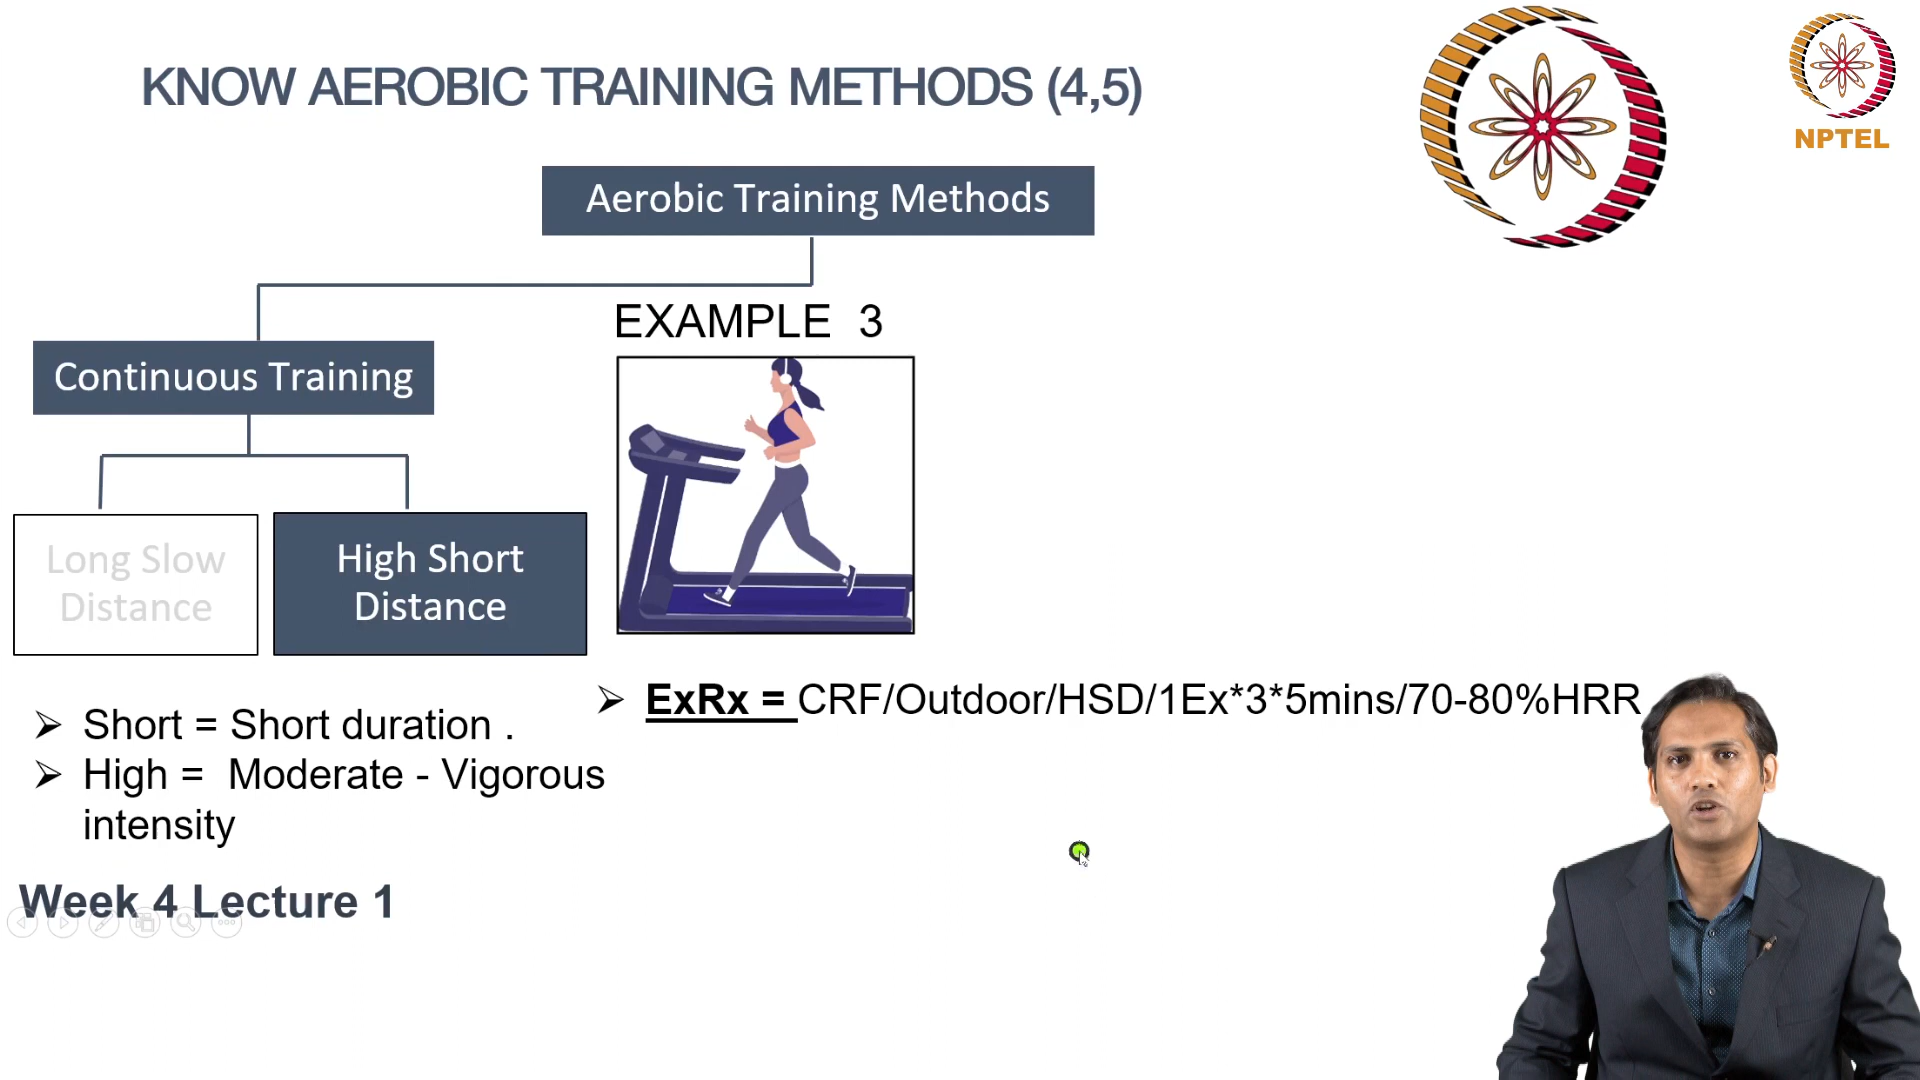 KNOW AEROBIC TRAINING METHODS (4,5)
NPTEL
Aerobic Training Methods
EXAMPLE 3
Continuous Training
Long Slow
Distance
High Short
Distance
➢ ExRx = CRF/Outdoor/HSD/1Ex*3*5mins/70-80%HRR
➢ Short = Short duration .
➢ High = Moderate - Vigorous
intensity
Week 4 Lecture 1